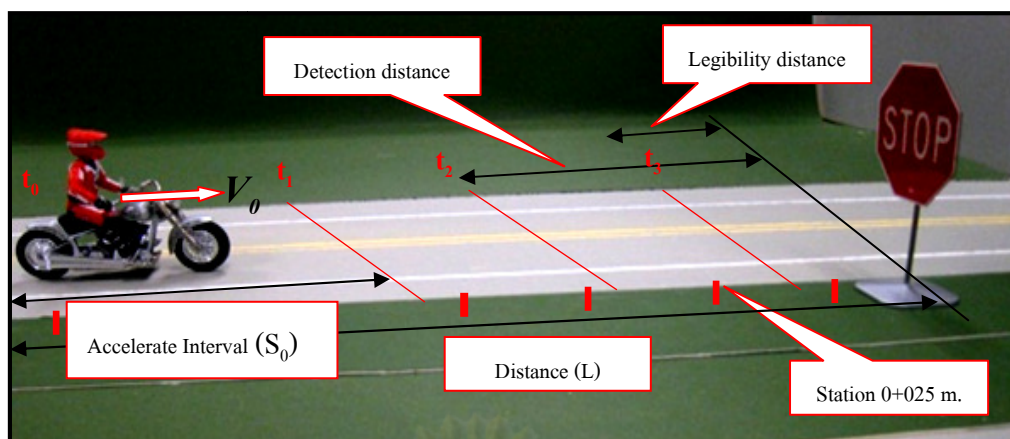 Legibility distance
Detection distance
STOP
t0
V0
t1
t2
t3
Accelerate Interval (S0)
Distance (L)
Station 0+025 m.